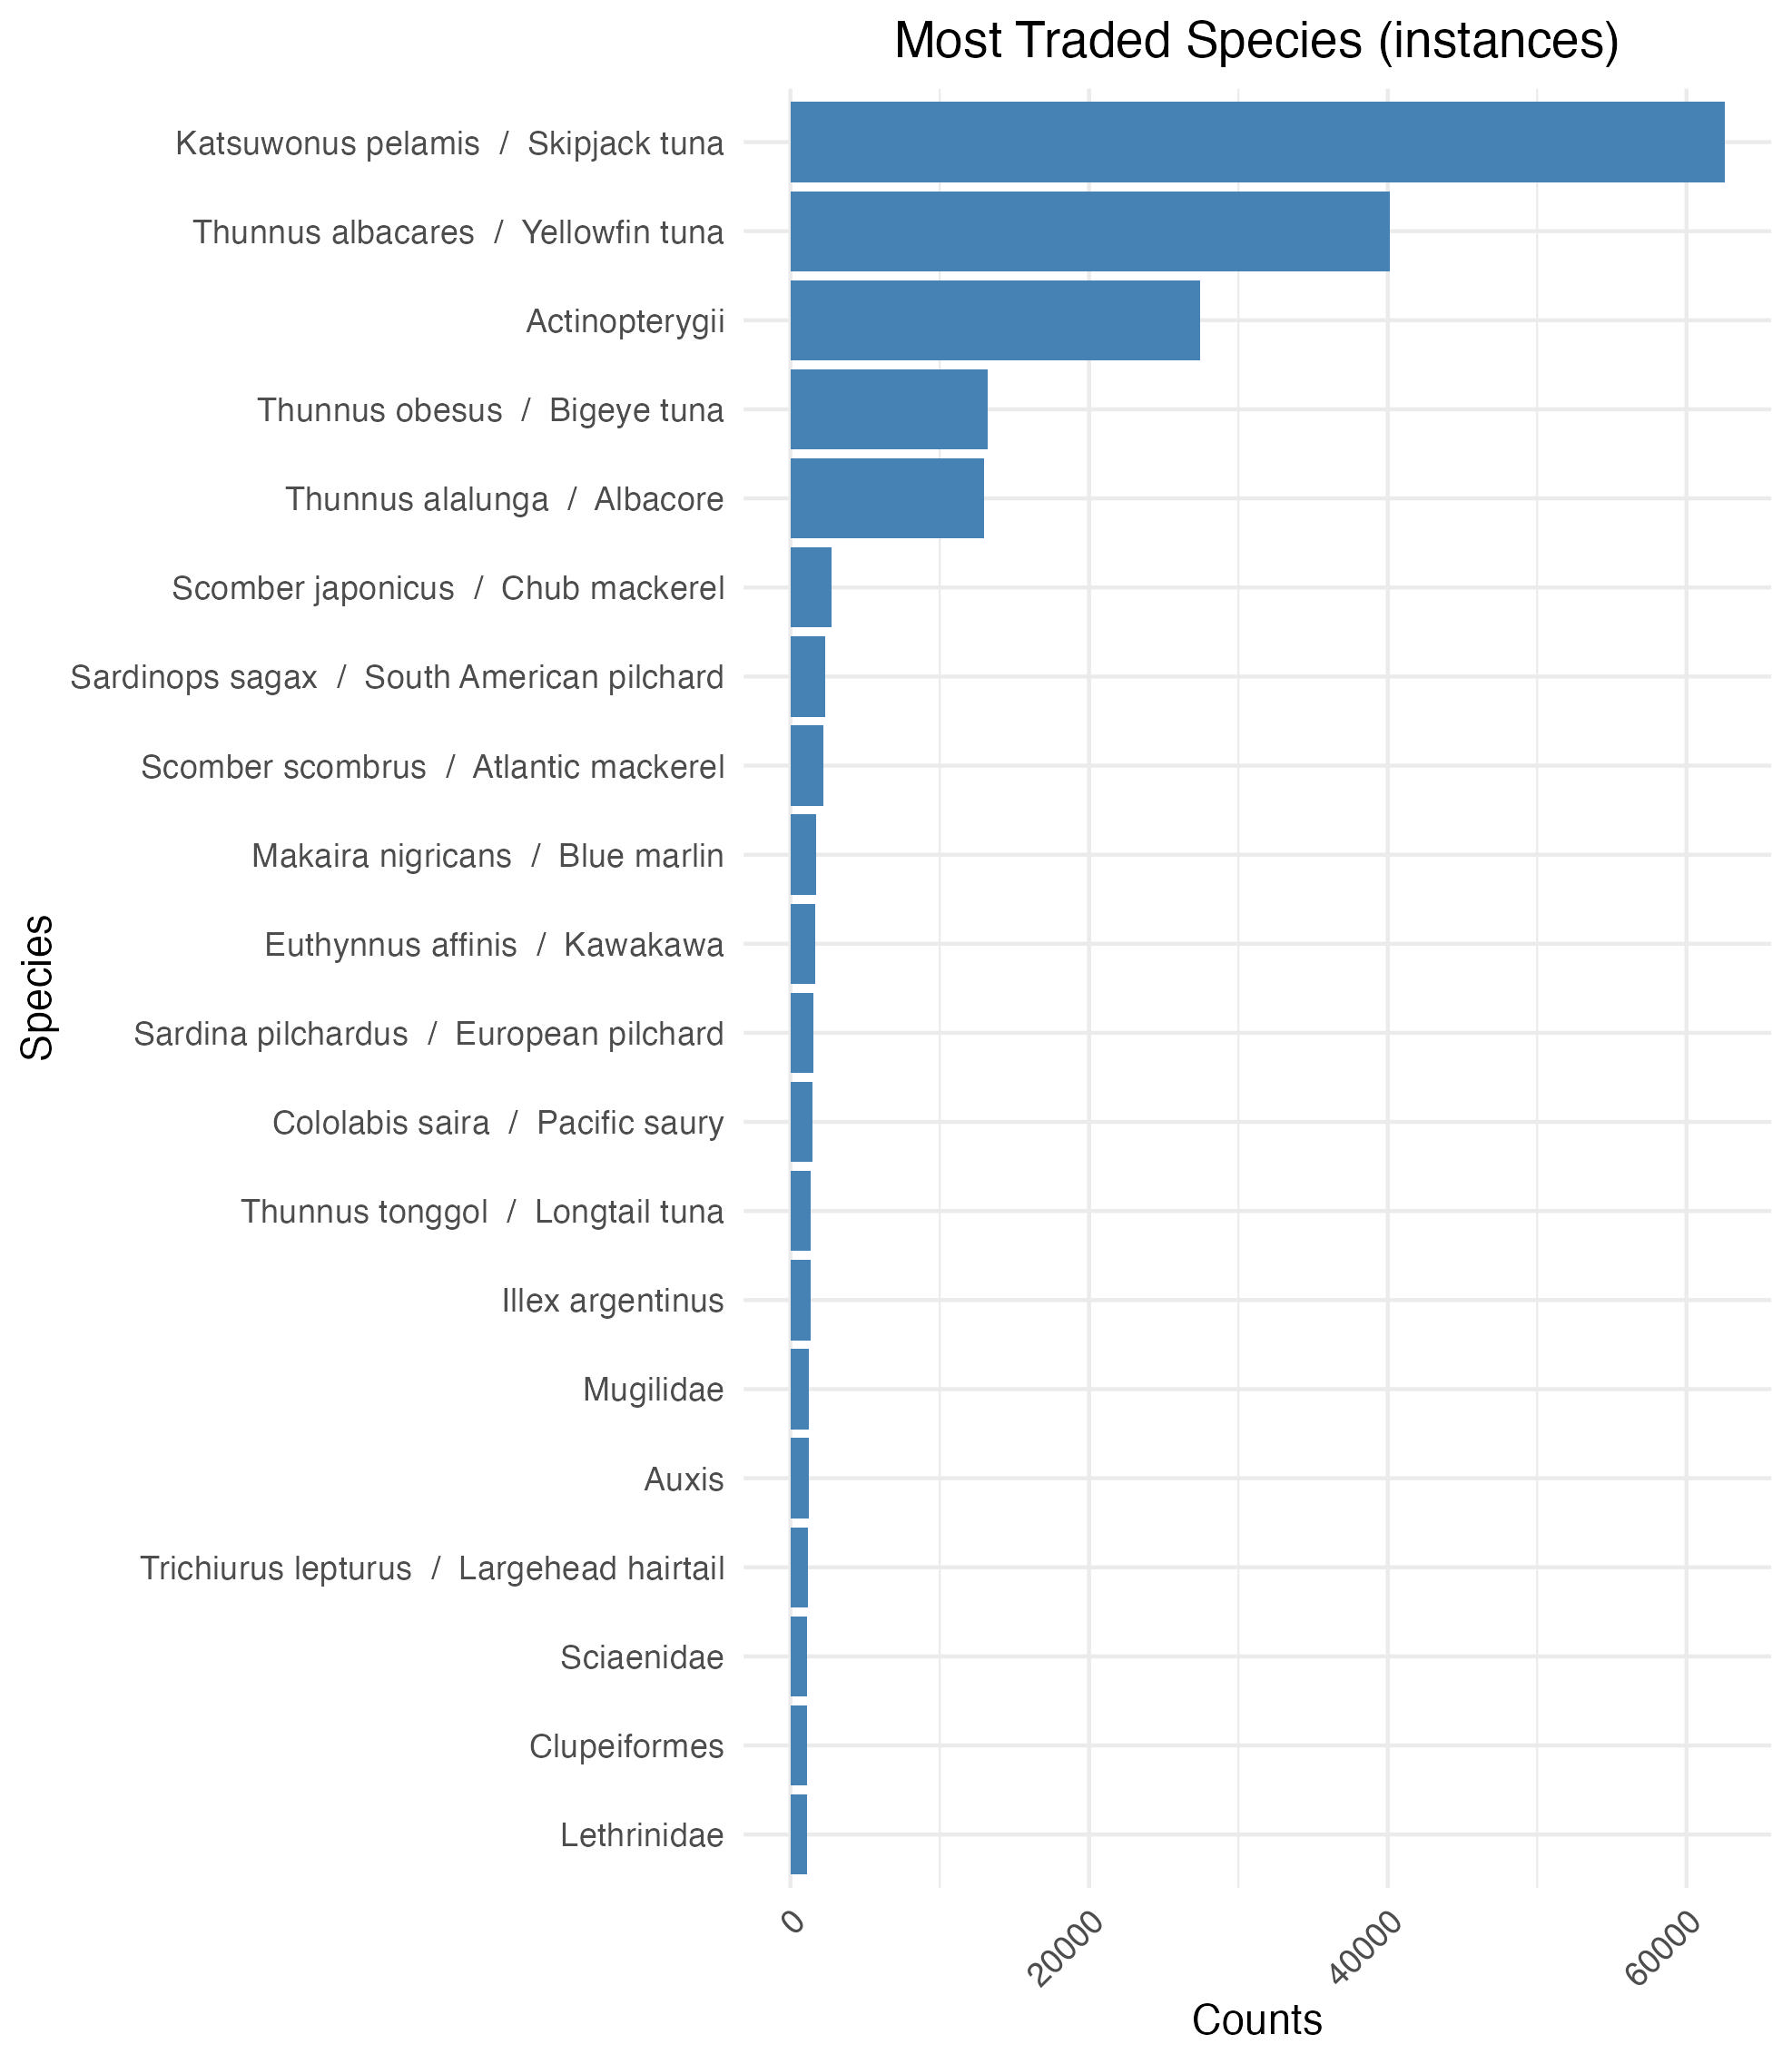 Most Traded Species (instances)
Katsuwonus pelamis / Skipjack tuna
Thunnus albacares / Yellowfin tuna
Actinopterygii
Thunnus obesus / Bigeye tuna
Thunnus alalunga / Albacore
Scomber japonicus / Chub mackerel
Sardinops sagax / South American pilchard
Scomber scombrus / Atlantic mackerel
Makaira nigricans / Blue marlin
Euthynnus affinis / Kawakawa
Sardina pilchardus / European pilchard
Cololabis saira / Pacific saury
Thunnus tonggol / Longtail tuna
Illex argentinus
Mugilidae
Auxis
Trichiurus lepturus / Largehead hairtail
Sciaenidae
Clupeiformes
Lethrinidae
Species
0
20000
40000
60000
Counts